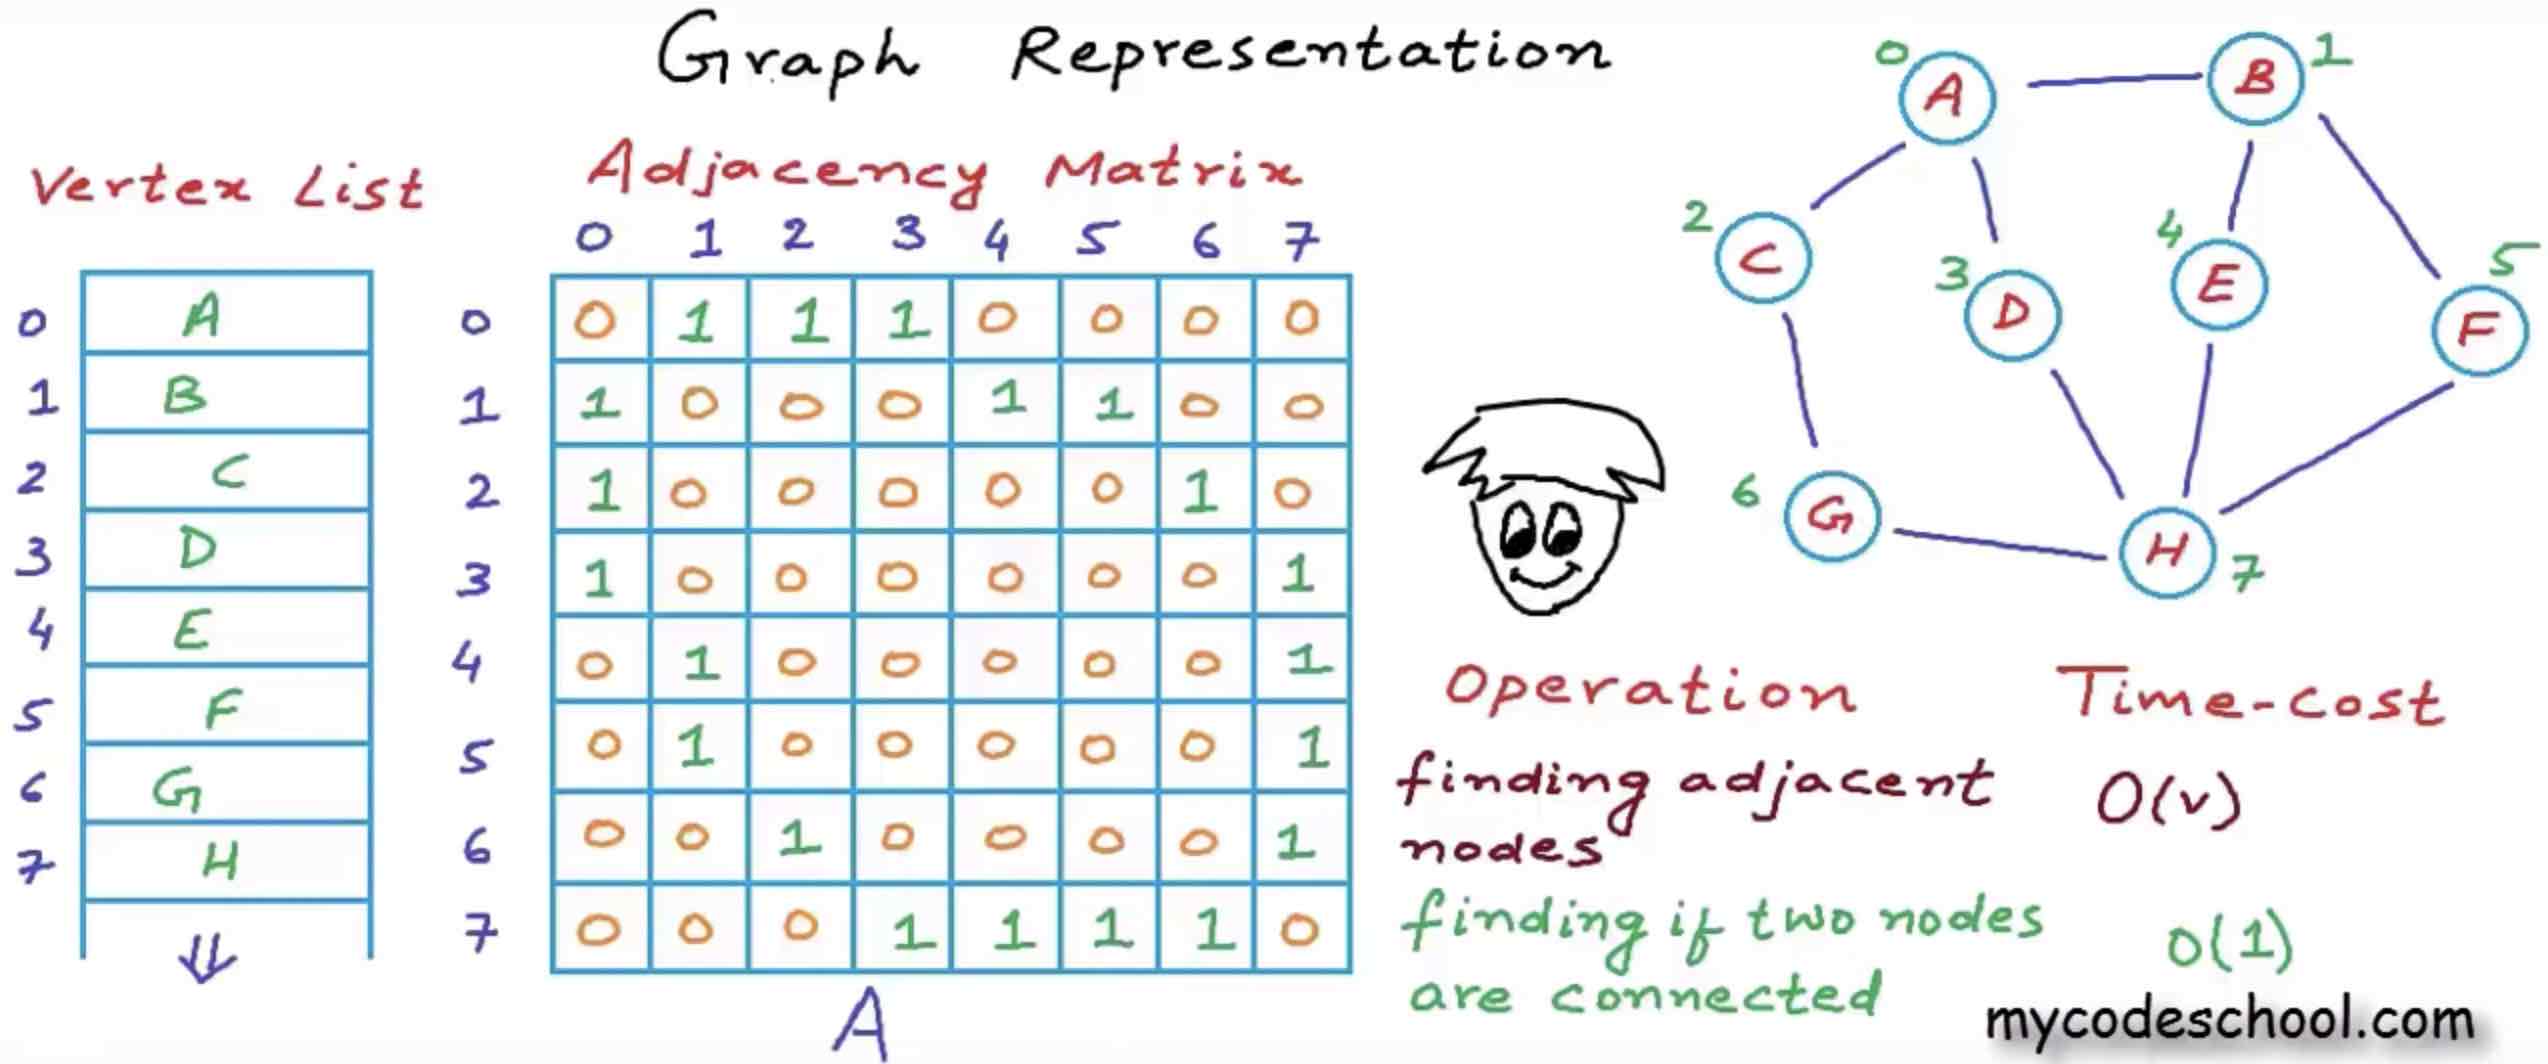 Graph Representation
Vertex List
0 A
1 B
2 C
3 D
4 E
5 F
6 G
7 H
Adjacency Matrix
0 1 2 3 4 5 6 7
0 0 1 1 1 0 0 0 0
1 1 0 0 0 1 1 0 0
2 1 0 0 0 0 0 1 0
3 1 0 0 0 0 0 0 1
4 0 1 0 0 0 0 0 1
5 0 1 0 0 0 0 0 1
6 0 0 1 0 0 0 0 1
7 0 0 0 1 1 1 1 0
A
0 A
B 1
2 C
3 D
4 E
5 F
6 G
H 7
Operation Time-cost
finding adjacent O(v)
nodes
finding if two nodes O(1)
are connected
mycodeschool.com